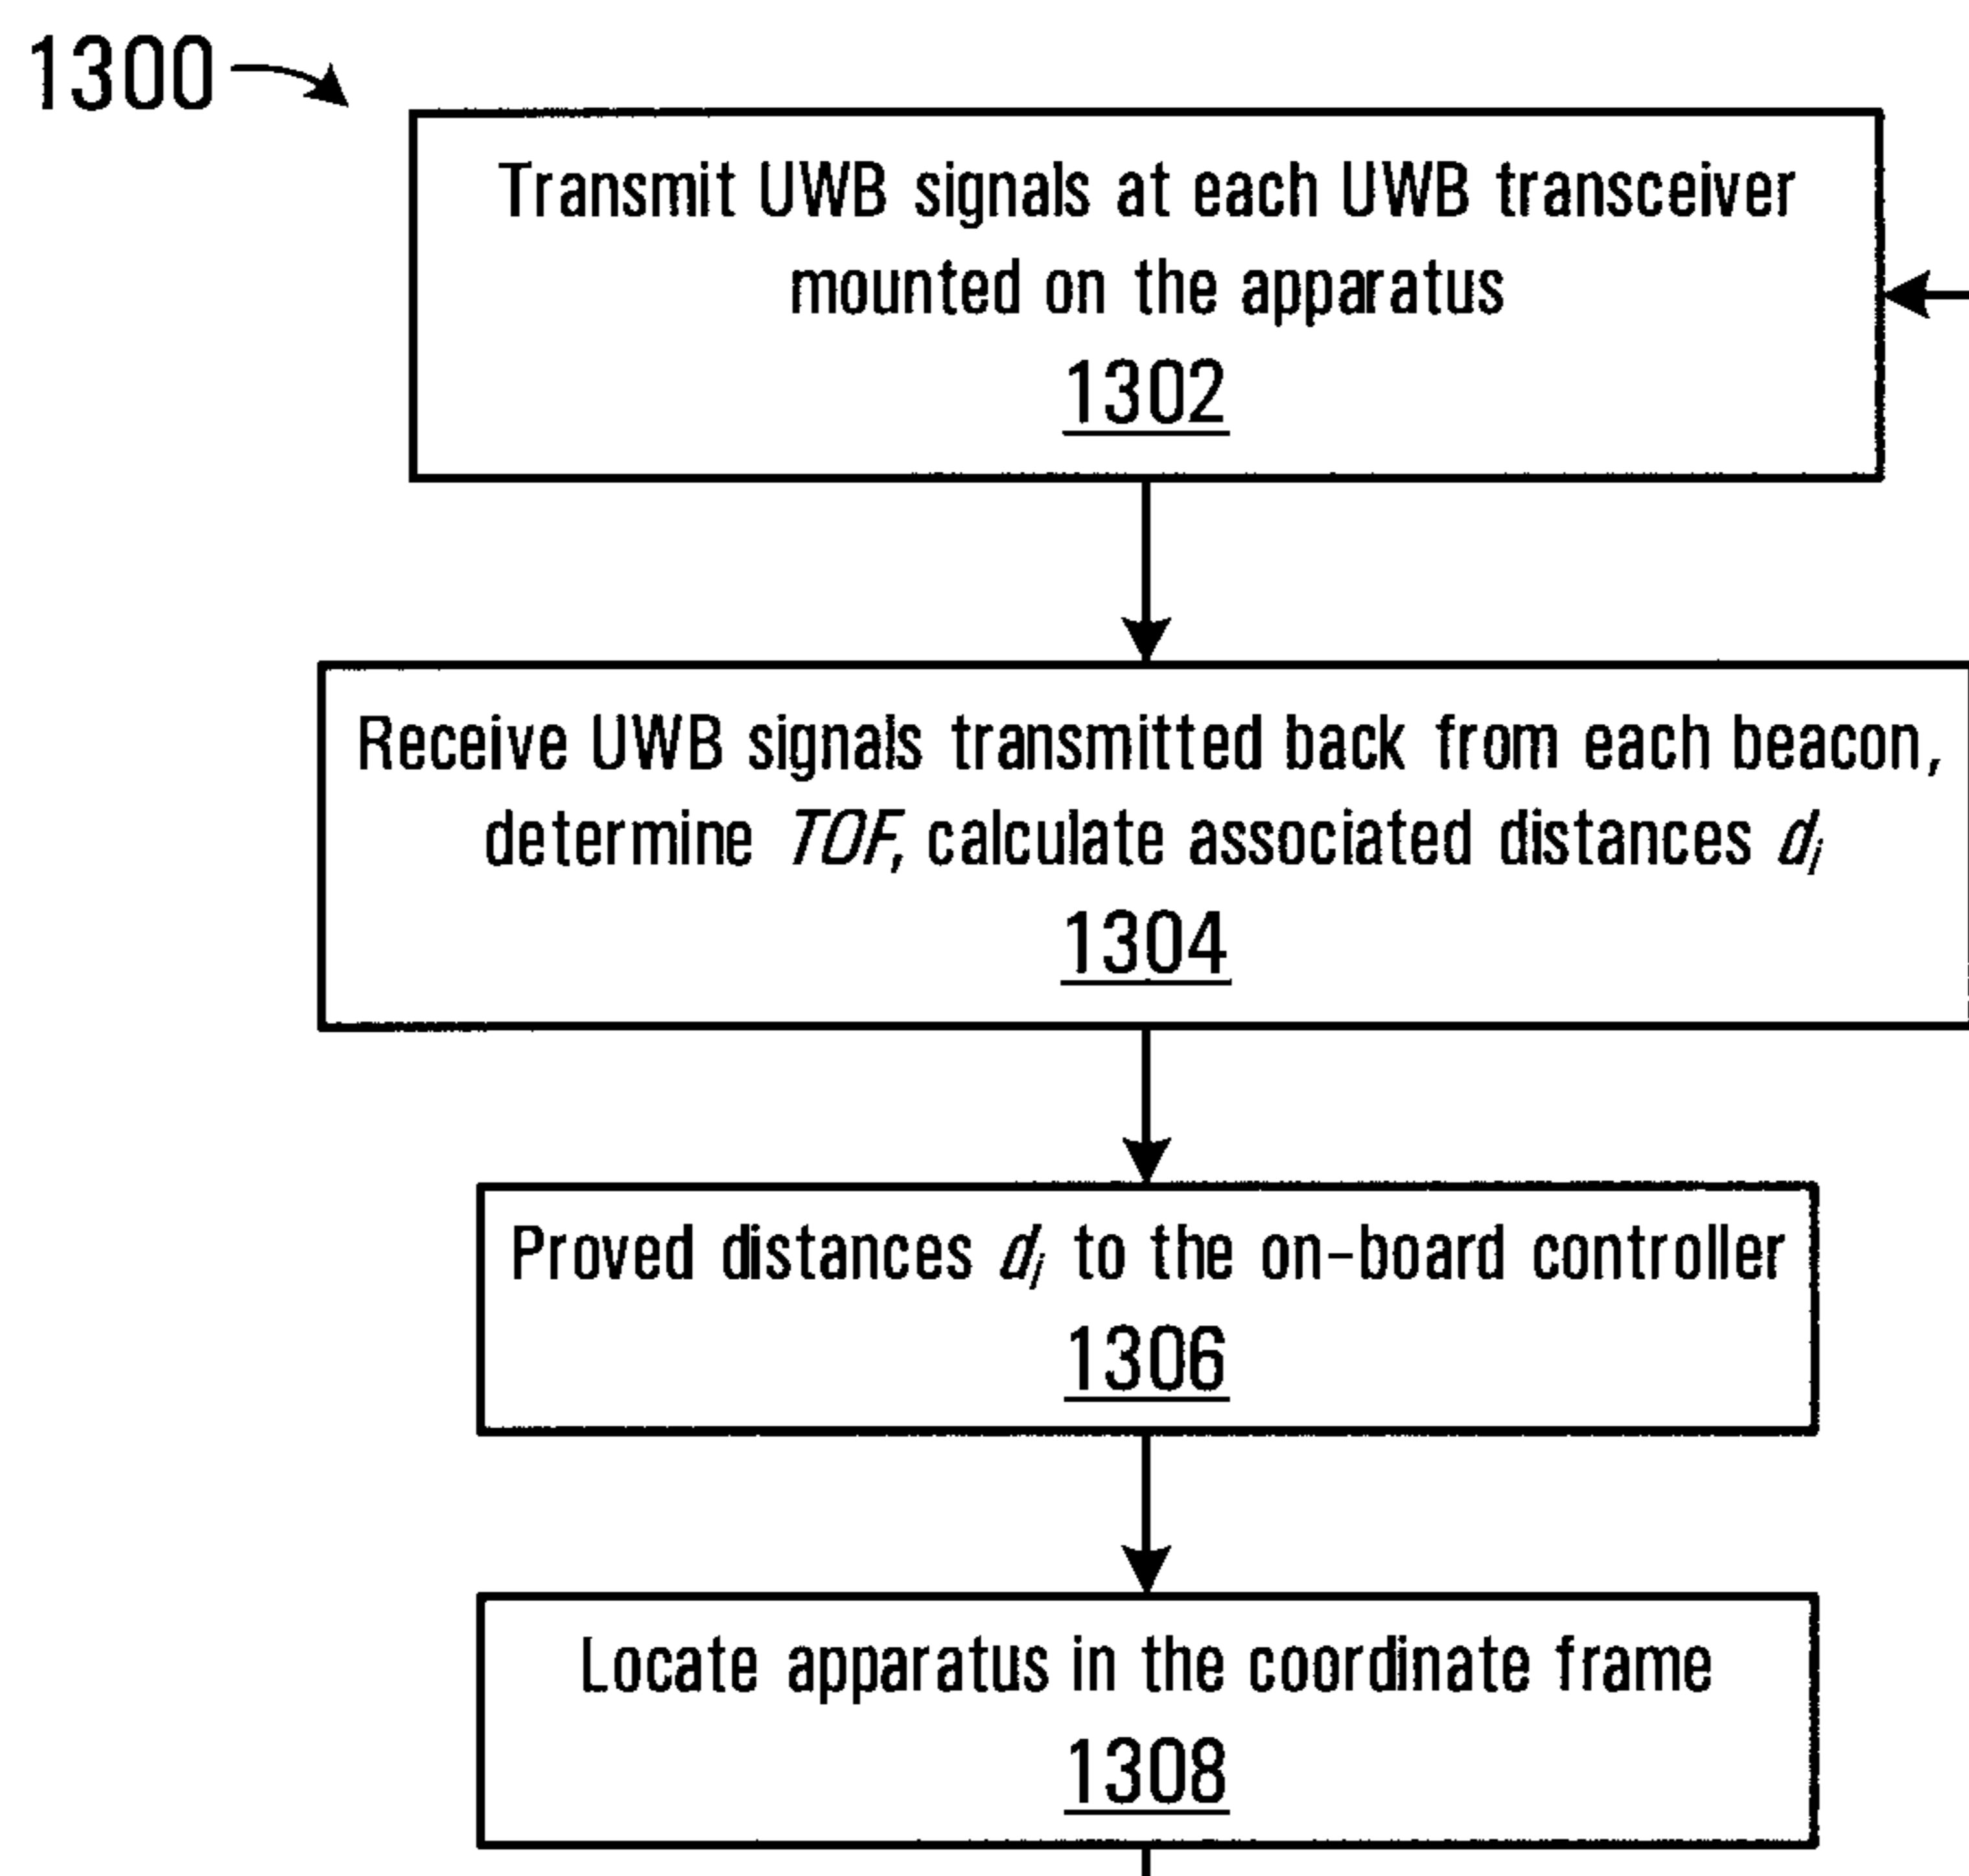 1300
Transmit UWB signals at each UWB transceiver
mounted on the apparatus
1302
Receive UWB signals transmitted back from each beacon,
determine TOF, calculate associated distances di
1304
Proved distances di to the on-board controller
1306
Locate apparatus in the coordinate frame
1308